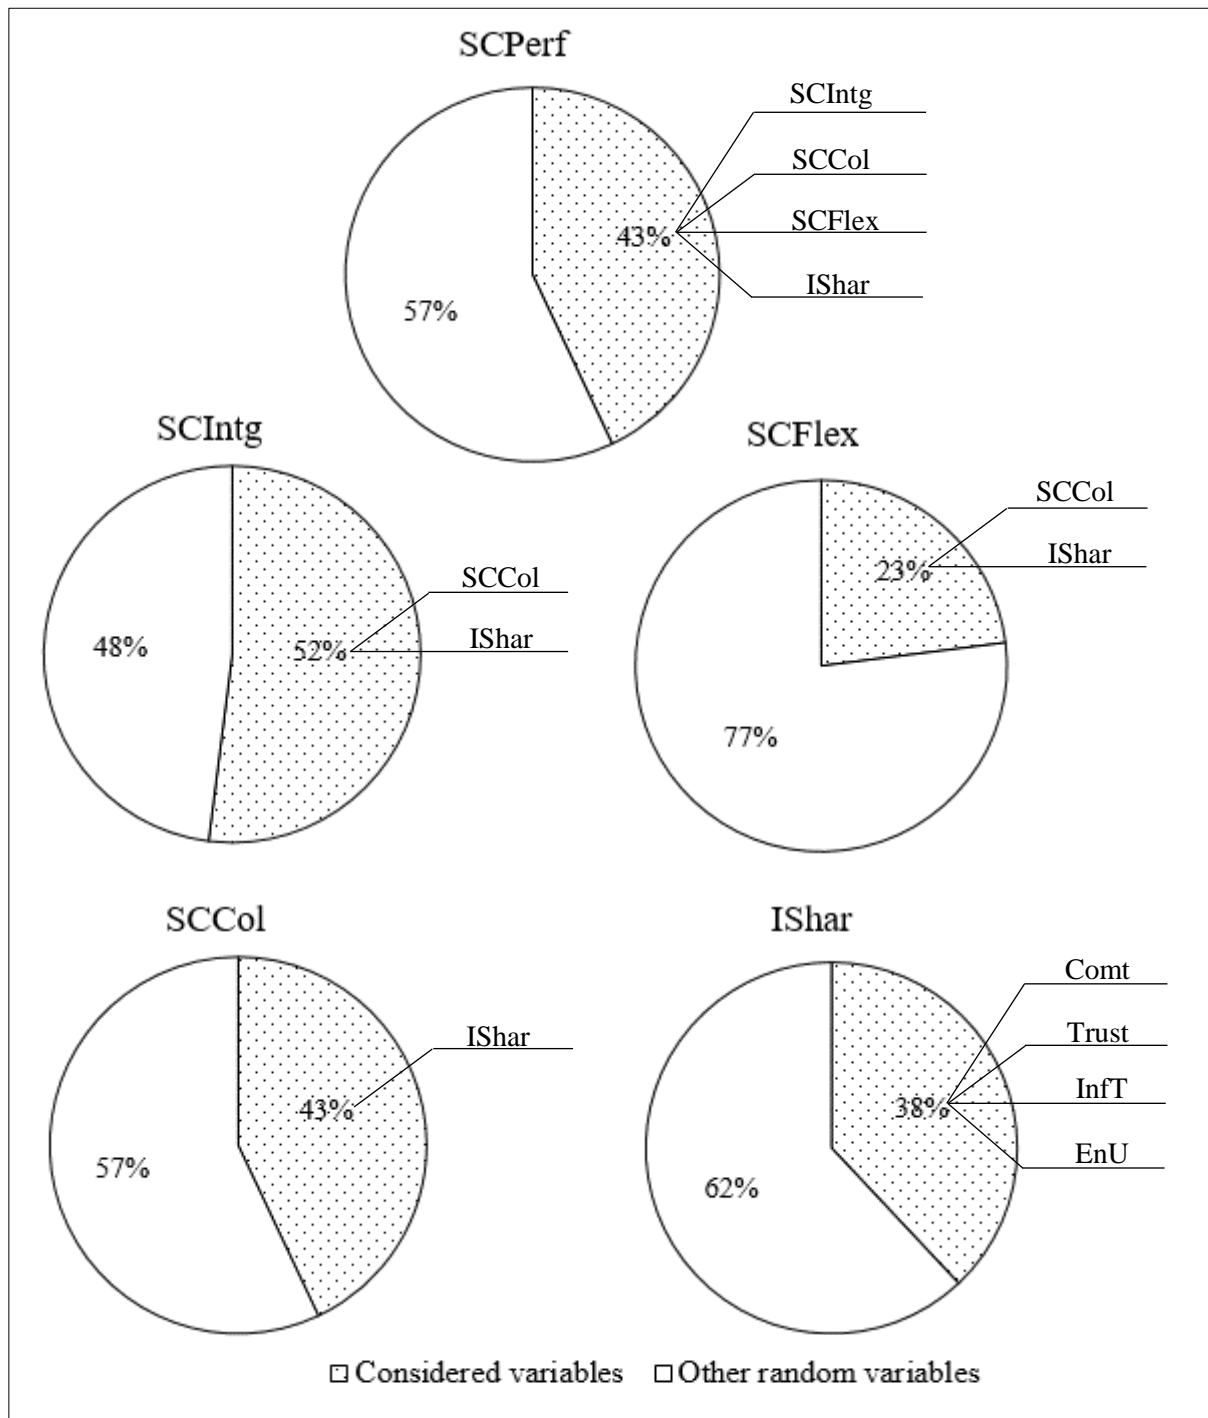 SCPerf
SCIntg
SCCol
SCFlex
IShar
43%
57%
SCIntg
SCCol
IShar
52%
48%
SCFlex
SCCol
IShar
23%
77%
SCCol
IShar
43%
57%
IShar
Comt
Trust
InfT
EnU
38%
62%
Considered variables
Other random variables